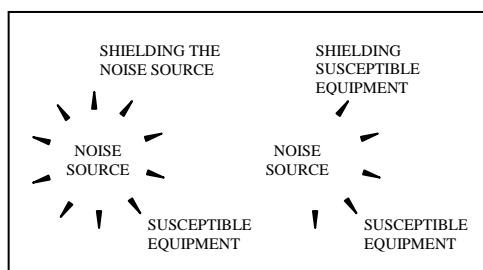 SHIELDING THE
NOISE SOURCE
NOISE
SOURCE
SUSCEPTIBLE
EQUIPMENT
SHIELDING
SUSCEPTIBLE
EQUIPMENT
NOISE
SOURCE
SUSCEPTIBLE
EQUIPMENT